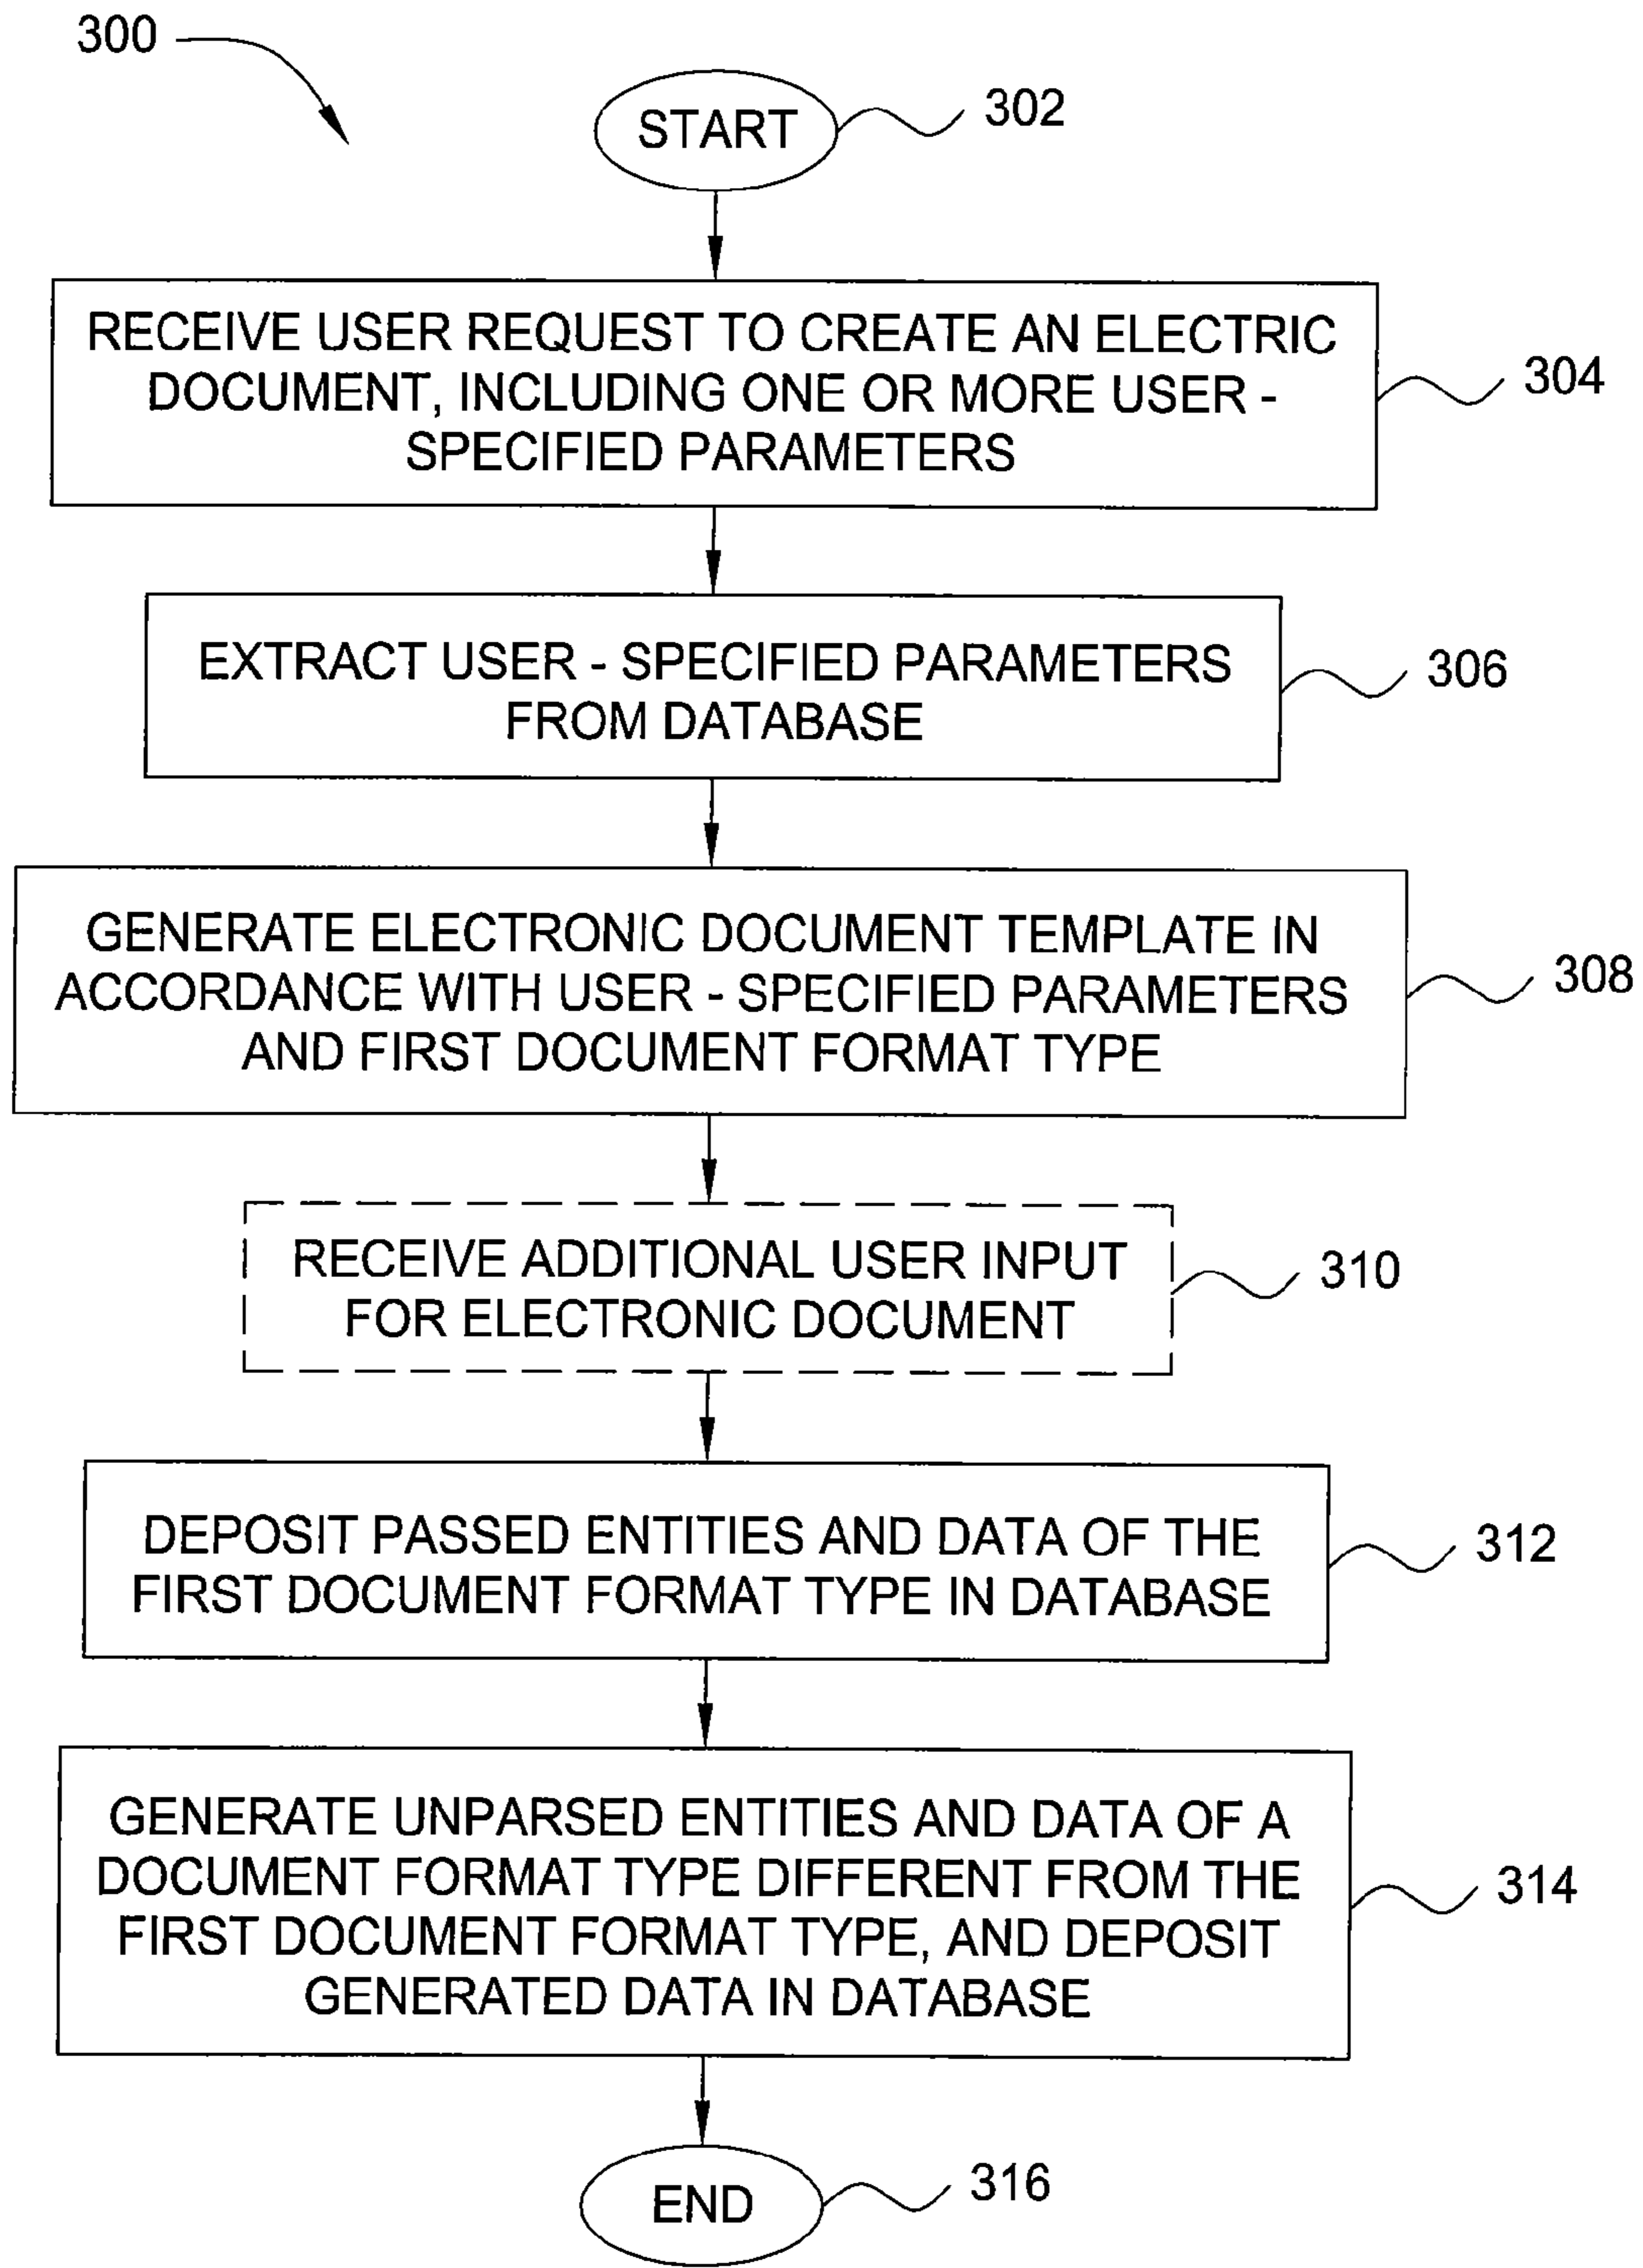 300
START
302
RECEIVE USER REQUEST TO CREATE AN ELECTRIC
DOCUMENT, INCLUDING ONE OR MORE USER -
SPECIFIED PARAMETERS
304
EXTRACT USER - SPECIFIED PARAMETERS
FROM DATABASE
306
GENERATE ELECTRONIC DOCUMENT TEMPLATE IN
ACCORDANCE WITH USER - SPECIFIED PARAMETERS
AND FIRST DOCUMENT FORMAT TYPE
308
RECEIVE ADDITIONAL USER INPUT
FOR ELECTRONIC DOCUMENT
310
DEPOSIT PASSED ENTITIES AND DATA OF THE
FIRST DOCUMENT FORMAT TYPE IN DATABASE
312
GENERATE UNPARSED ENTITIES AND DATA OF A
DOCUMENT FORMAT TYPE DIFFERENT FROM THE
FIRST DOCUMENT FORMAT TYPE, AND DEPOSIT
GENERATED DATA IN DATABASE
314
END
316